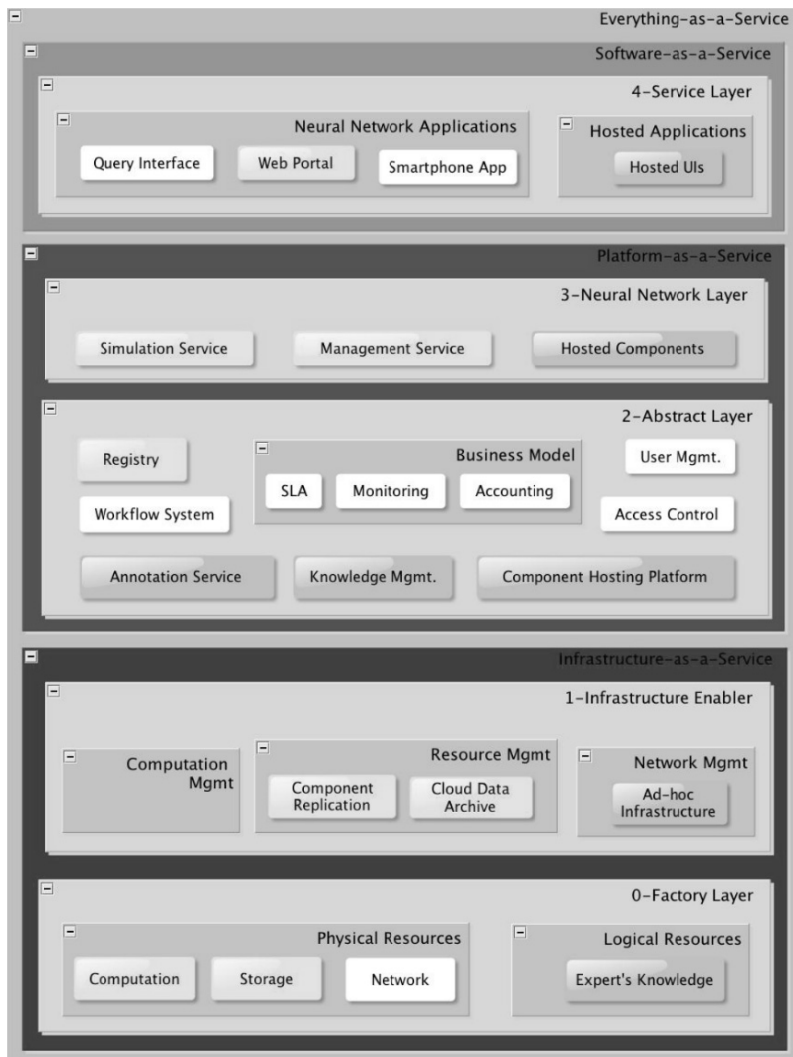 Everything-as-a-Service
Software-as-a-Service
4-Service Layer
Neural Network Applications
Query Interface
Web Portal
Smartphone App
Hosted Applications
Hosted UIs
Platform-as-a-Service
3-Neural Network Layer
Simulation Service
Management Service
Hosted Components
2-Abstract Layer
Registry
Business Model
User Mgmt.
SLA
Monitoring
Accounting
Workflow System
Access Control
Annotation Service
Knowledge Mgmt.
Component Hosting Platform
Infrastructure-as-a-Service
1-Infrastructure Enabler
Computation
Mgmt
Resource Mgmt
Component
Replication
Cloud Data
Archive
Network Mgmt
Ad-hoc
Infrastructure
0-Factory Layer
Physical Resources
Computation
Storage
Network
Logical Resources
Expert's Knowledge